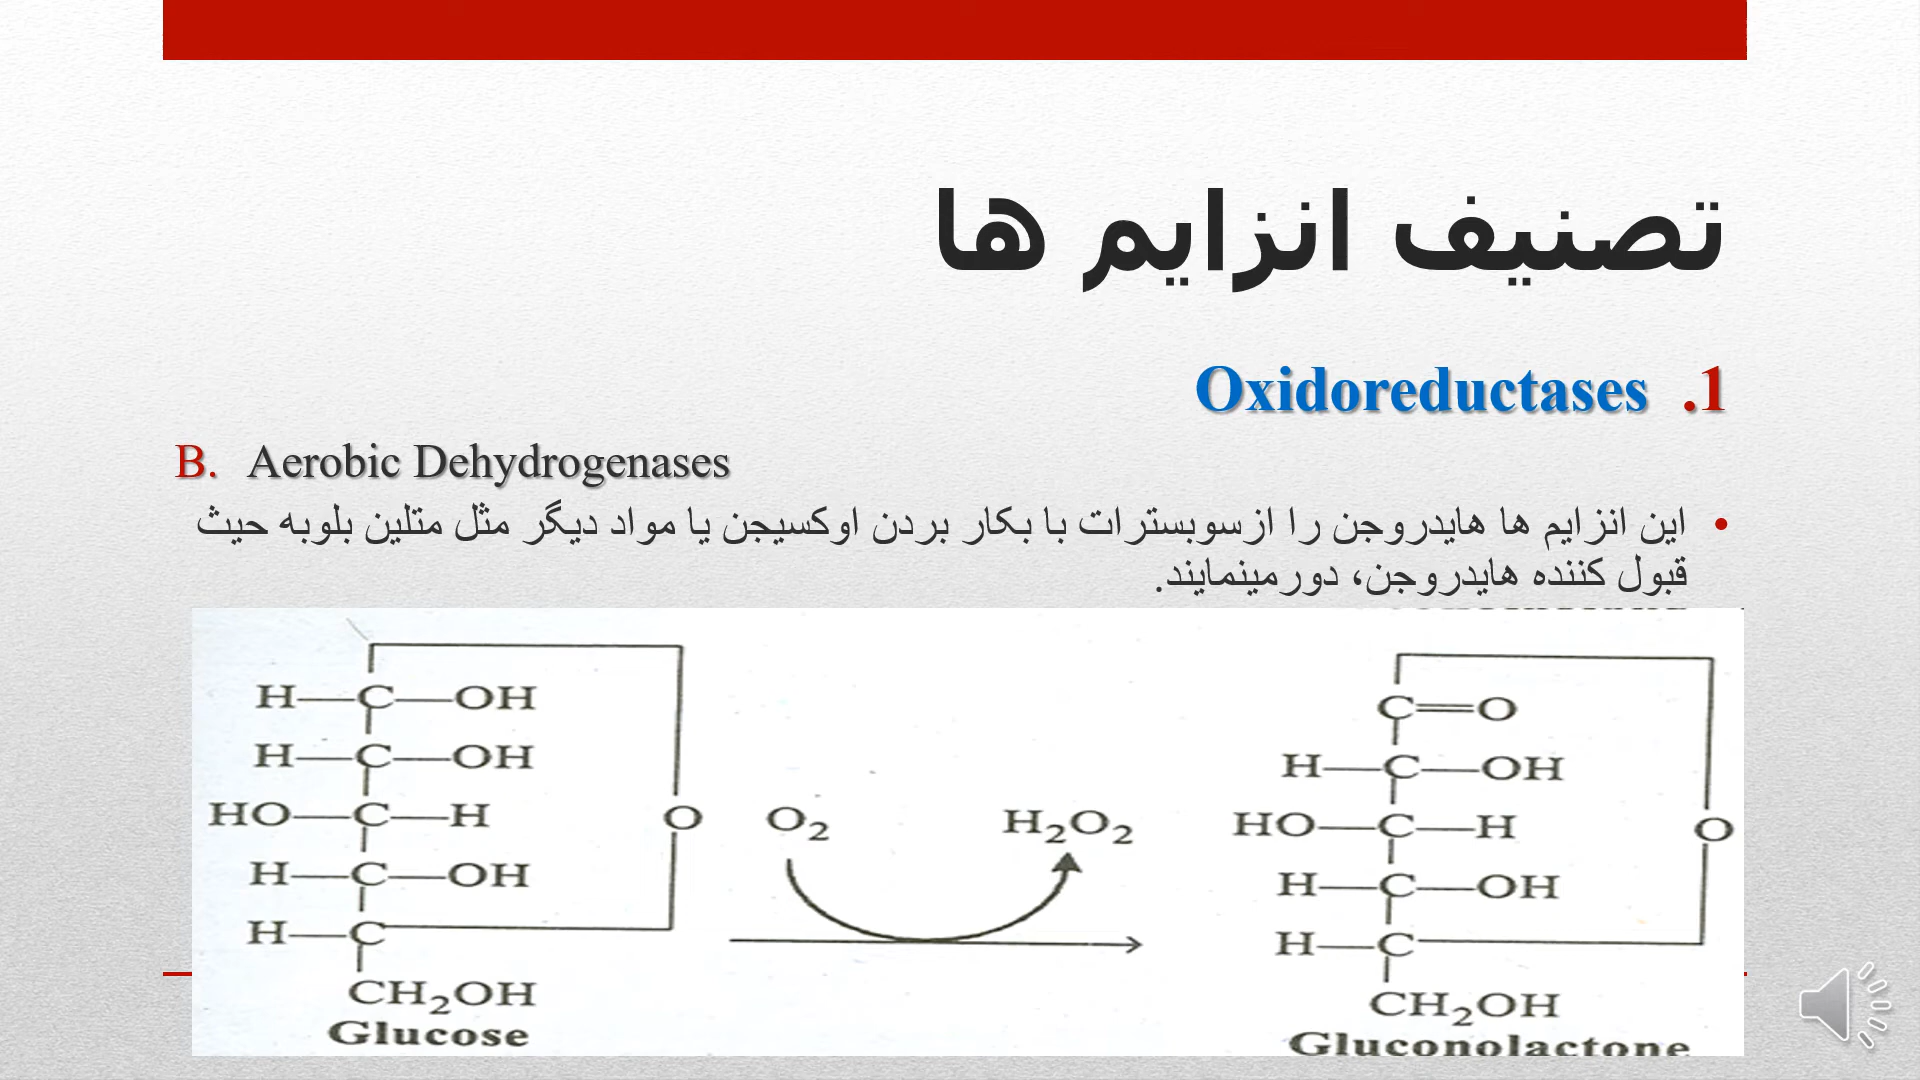 تصنیف انزایم ها
1. Oxidoreductases
B. Aerobic Dehydrogenases
• این انزایم ها هایدروجن را ازسوبسترات با بکار بردن اوکسیجن یا مواد دیگر مثل متلین بلوبه حیث
قبول کننده هایدروجن، دورمینمایند.
H—C—OH
H—C—OH
HO—C—H
H—C—OH
H—C
CH₂OH
O
Glucose
O₂
H₂O₂
C=O
H—C—OH
HO—C—H
H—C—OH
H—C
CH₂OH
O
Gluconolactone